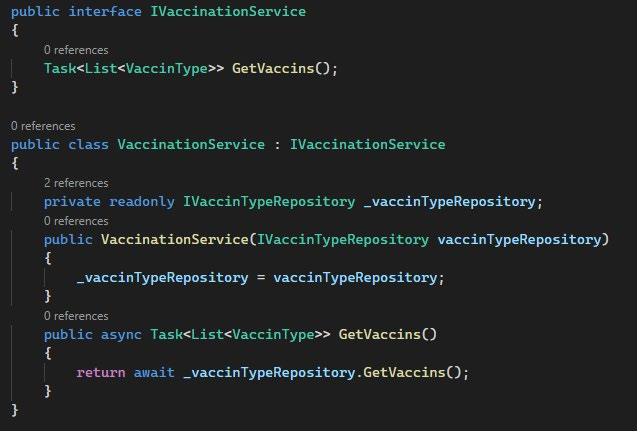 public interface IVaccinationService
{
0 references
Task<List<VaccinType>> GetVaccins();
}
0 references
public class VaccinationService : IVaccinationService
{
2 references
private readonly IVaccinTypeRepository _vaccinTypeRepository;
0 references
public VaccinationService(IVaccinTypeRepository vaccinTypeRepository)
{
_vaccinTypeRepository = vaccinTypeRepository;
}
0 references
public async Task<List<VaccinType>> GetVaccins()
{
return await _vaccinTypeRepository.GetVaccins();
}
}